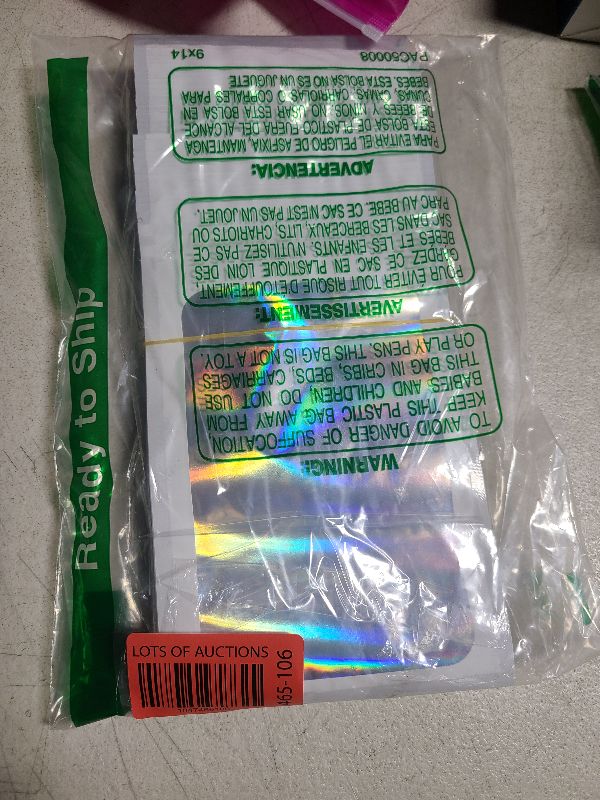 WARNING:
TO AVOID DANGER OF SUFFOCATION,
KEEP THIS PLASTIC BAG AWAY FROM
BABIES AND CHILDREN, DO NOT USE
THIS BAG IN CRIBS, BEDS, CARRIAGES
OR PLAY PENS. THIS BAG IS NOT A TOY.
AVERTISSEMENT:
POUR ÉVITER TOUT RISQUE D'ÉTOUFFEMENT,
GARDEZ CE SAC EN PLASTIQUE LOIN DES
BÉBÉS ET LES ENFANTS. N'UTILISEZ PAS CE
SAC DANS LES BERCEAUX, LITS, CHARIOTS OU
PARC AU BEBE. CE SAC N'EST PAS UN JOUET.
ADVERTENCIA:
PARA EVITAR EL PELIGRO DE ASFIXIA, MANTENGA
ESTA BOLSA DE PLASTICO FUERA DEL ALCANCE
DE BEBES Y NINOS. NO USAR ESTA BOLSA EN
CUNAS, CAMAS, CARRIOLAS O CORRALES PARA
BEBES. ESTA BOLSA NO ES UN JUGUETE
PAC50008 9x14
Ready to Ship
LOTS OF AUCTIONS
465-106